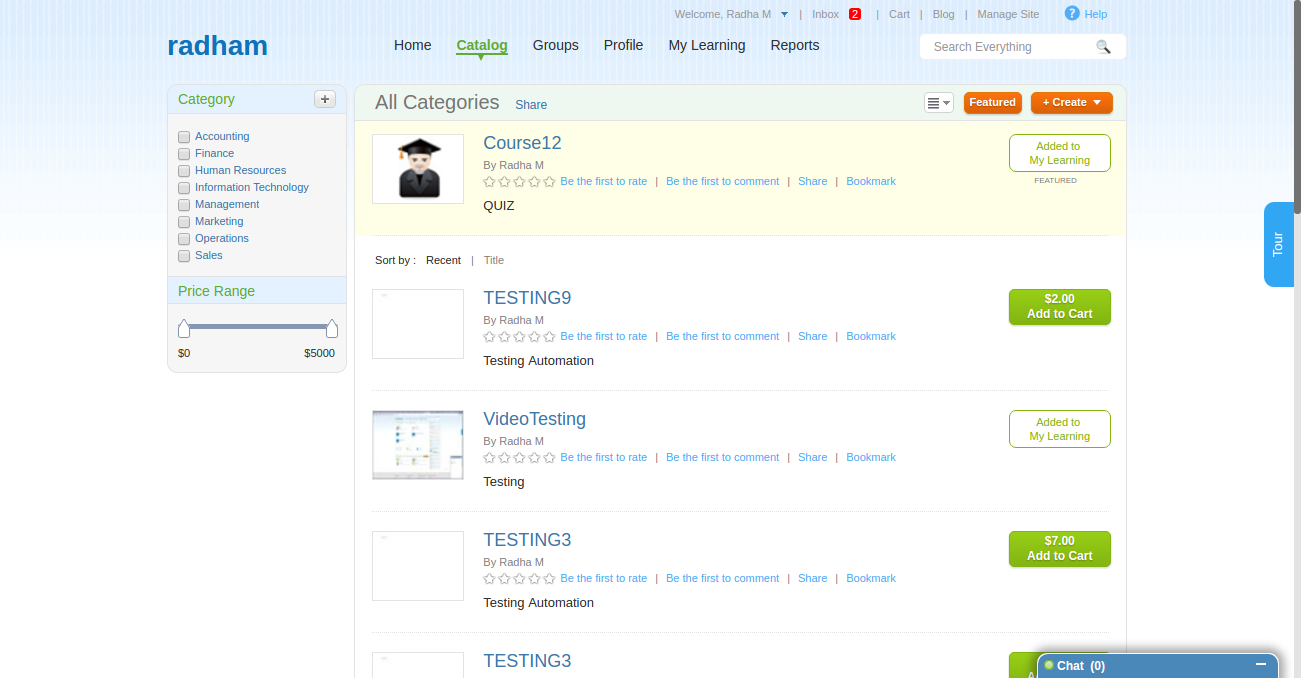 Welcome, Radha M | Inbox 2 | Cart | Blog | Manage Site ? Help
radham
Home Catalog Groups Profile My Learning Reports
Search Everything
Category +
Accounting
Finance
Human Resources
Information Technology
Management
Marketing
Operations
Sales
Price Range
$0 $5000
All Categories Share
Featured + Create
Course12
By Radha M
Be the first to rate | Be the first to comment | Share | Bookmark
QUIZ
Added to
My Learning
FEATURED
Sort by : Recent | Title
TESTING9
By Radha M
Be the first to rate | Be the first to comment | Share | Bookmark
Testing Automation
$2.00
Add to Cart
VideoTesting
By Radha M
Be the first to rate | Be the first to comment | Share | Bookmark
Testing
Added to
My Learning
TESTING3
By Radha M
Be the first to rate | Be the first to comment | Share | Bookmark
Testing Automation
$7.00
Add to Cart
TESTING3
Tour
Chat (0)